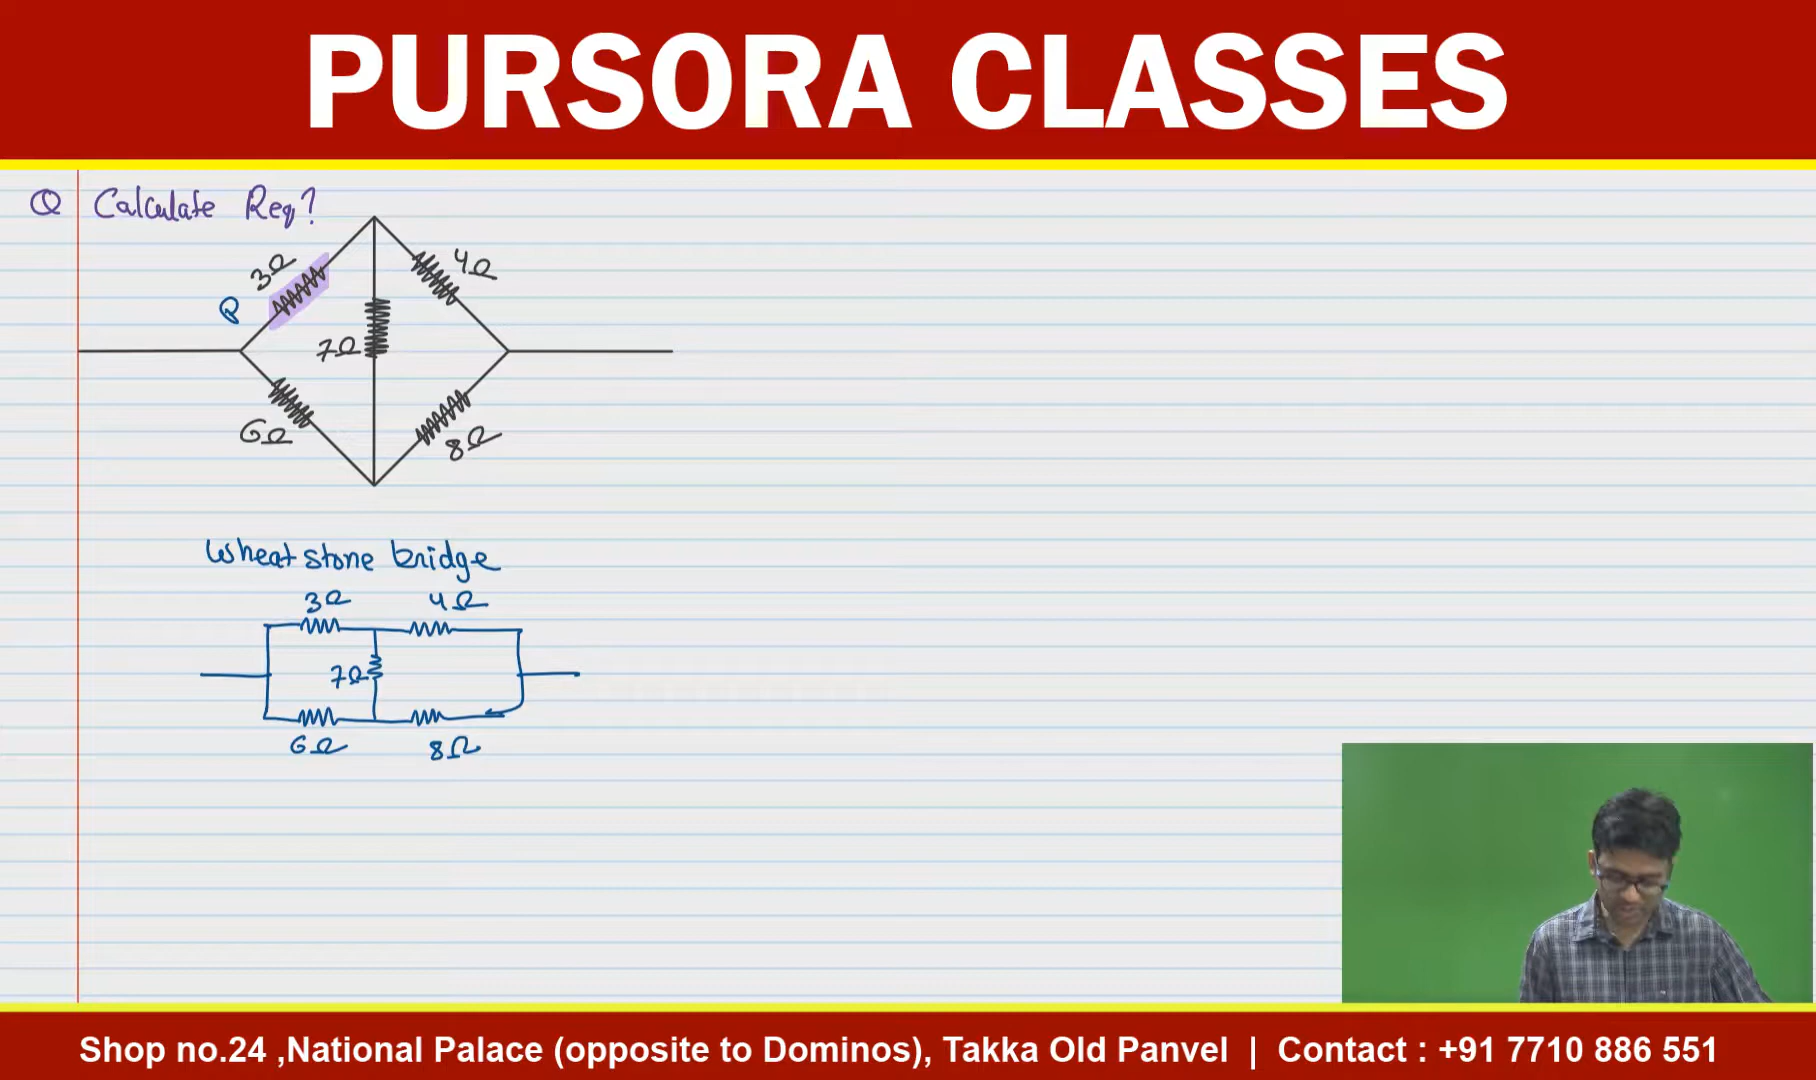 PURSORA CLASSES
Q Calculate Req?
3Ω
4Ω
P
7Ω
6Ω
8Ω
Wheatstone bridge
3Ω 4Ω
7Ω
6Ω 8Ω
Shop no.24 ,National Palace (opposite to Dominos), Takka Old Panvel | Contact : +91 7710 886 551